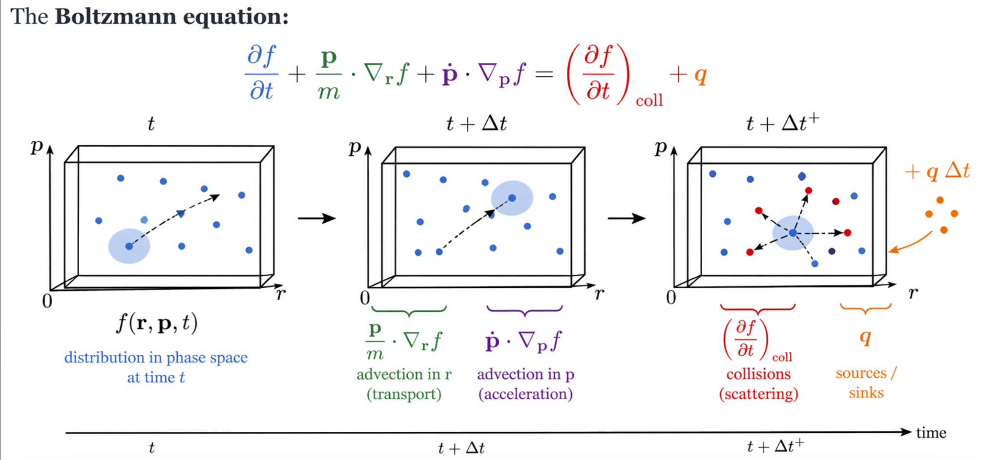 The Boltzmann equation:
∂f/∂t + p/m · ∇_r f + ṗ · ∇_p f = (∂f/∂t)_coll + q
t
t + Δt
t + Δt⁺
p
p
p
+ q Δt
0
r
0
r
0
r
f(r, p, t)
p/m · ∇_r f
ṗ · ∇_p f
(∂f/∂t)_coll
q
distribution in phase space
at time t
advection in r
(transport)
advection in p
(acceleration)
collisions
(scattering)
sources /
sinks
time
t
t + Δt
t + Δt⁺